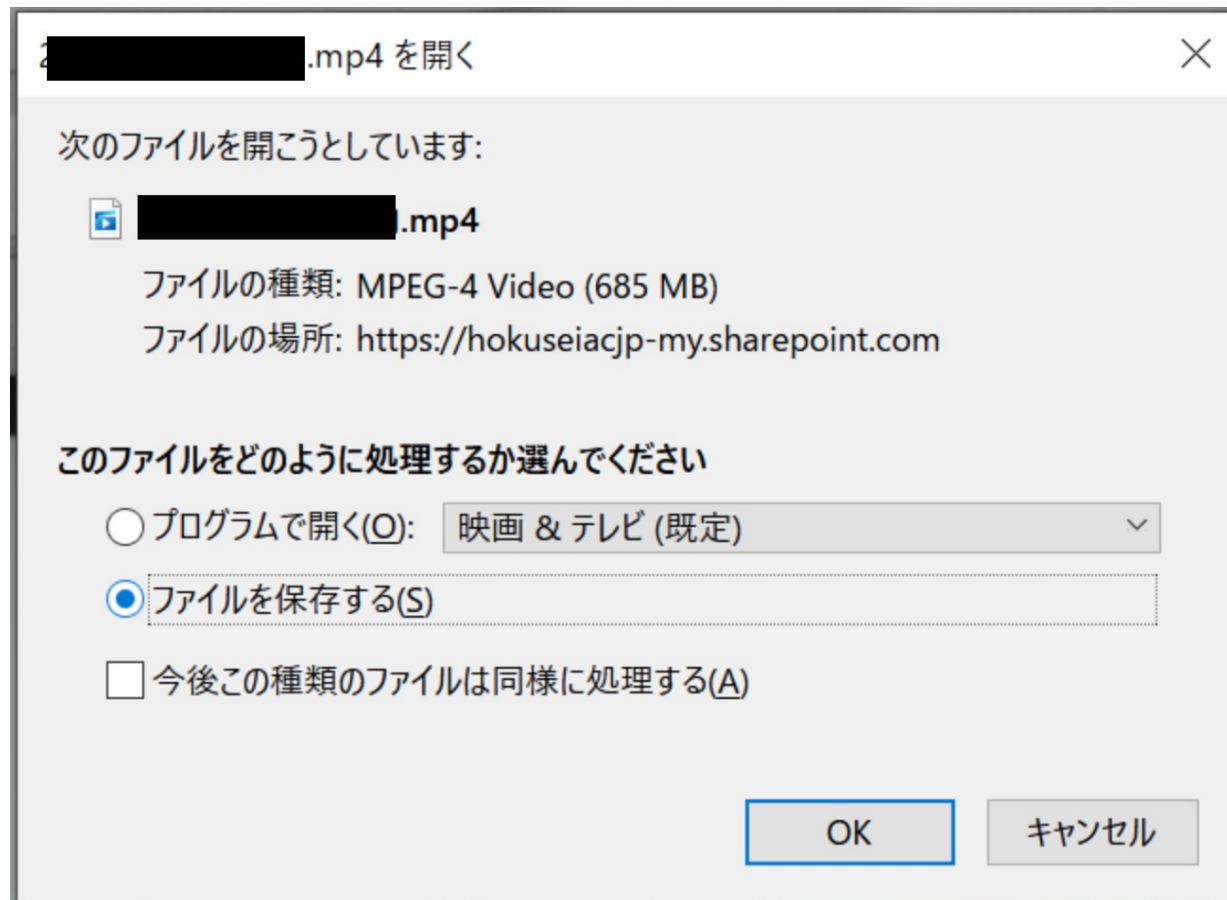 .mp4 を開く
次のファイルを開こうとしています:
.mp4
ファイルの種類: MPEG-4 Video (685 MB)
ファイルの場所: https://hokuseiacjp-my.sharepoint.com
このファイルをどのように処理するか選んでください
プログラムで開く(O): 映画 & テレビ (既定)
ファイルを保存する(S)
今後この種類のファイルは同様に処理する(A)
OK キャンセル